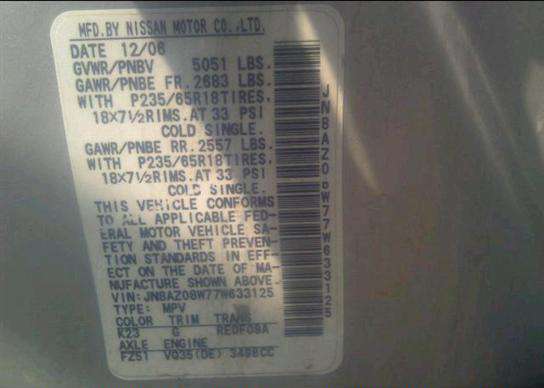 MFD.BY NISSAN MOTOR CO.,LTD.
DATE 12/06
GVWR/PNBV 5051 LBS.
GAWR/PNBE FR. 2683 LBS.
WITH P235/65R18TIRES.
18×7½RIMS.AT 33 PSI
COLD SINGLE.
GAWR/PNBE RR. 2557 LBS.
WITH P235/65R18TIRES.
18×7½RIMS.AT 33 PSI
COLD SINGLE.
THIS VEHICLE CONFORMS
TO ALL APPLICABLE FED-
ERAL MOTOR VEHICLE SA-
FETY AND THEFT PREVEN-
TION STANDARDS IN EFF-
ECT ON THE DATE OF MA-
NUFACTURE SHOWN ABOVE.
VIN:JN8AZ08W77W633125
TYPE: MPV
COLOR TRIM TRANS
K23 G RE0F09A
AXLE ENGINE
FZ51 VQ35(DE) 3498CC
JN8AZ08W77W633125